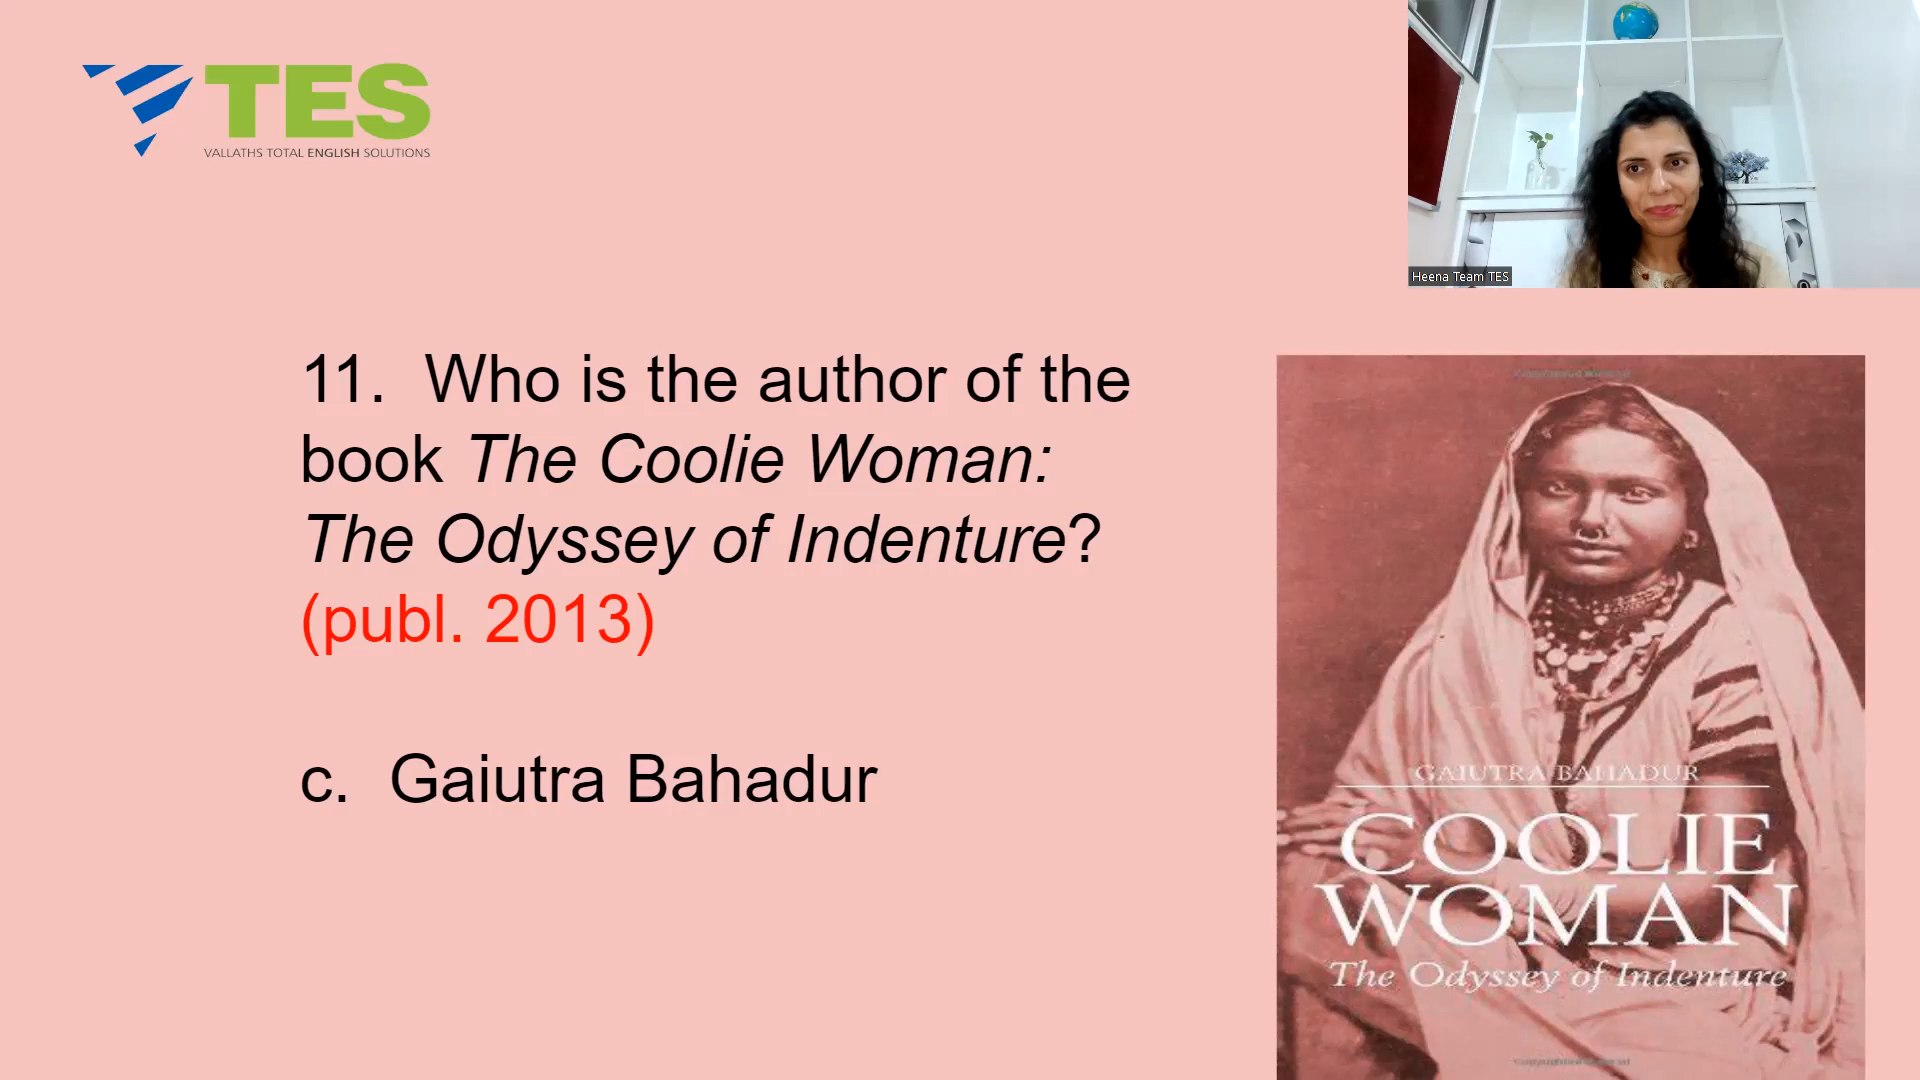 TES
VALLATHS TOTAL ENGLISH SOLUTIONS
Heena Team TES
11. Who is the author of the
book The Coolie Woman:
The Odyssey of Indenture?
(publ. 2013)
c. Gaiutra Bahadur
GAIUTRA BAHADUR
COOLIE
WOMAN
The Odyssey of Indenture